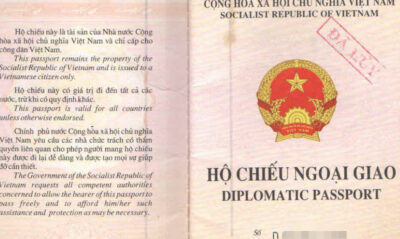 Hộ chiếu này là tài sản của Nhà nước Cộng
hòa xã hội chủ nghĩa Việt Nam và chỉ cấp cho
công dân Việt Nam.
This passport remains the property of the
Socialist Republic of Vietnam and is issued to a
Vietnamese citizen only.
Hộ chiếu này có giá trị đi đến tất cả các
nước, trừ khi có quy định khác.
This passport is valid for all countries
unless otherwise endorsed.
Chính phủ nước Cộng hòa xã hội chủ nghĩa
Việt Nam yêu cầu các nhà chức trách có thẩm
quyền liên quan cho phép người mang hộ chiếu
này được đi lại dễ dàng và được tạo mọi sự giúp
đỡ cần thiết.
The Government of the Socialist Republic of
Vietnam requests all competent authorities
concerned to allow the bearer of this passport to
pass freely and to afford him/her such
assistance and protection as may be necessary.
CỘNG HÒA XÃ HỘI CHỦ NGHĨA VIỆT NAM
SOCIALIST REPUBLIC OF VIETNAM
VIỆT NAM
HỘ CHIẾU NGOẠI GIAO
DIPLOMATIC PASSPORT
Số